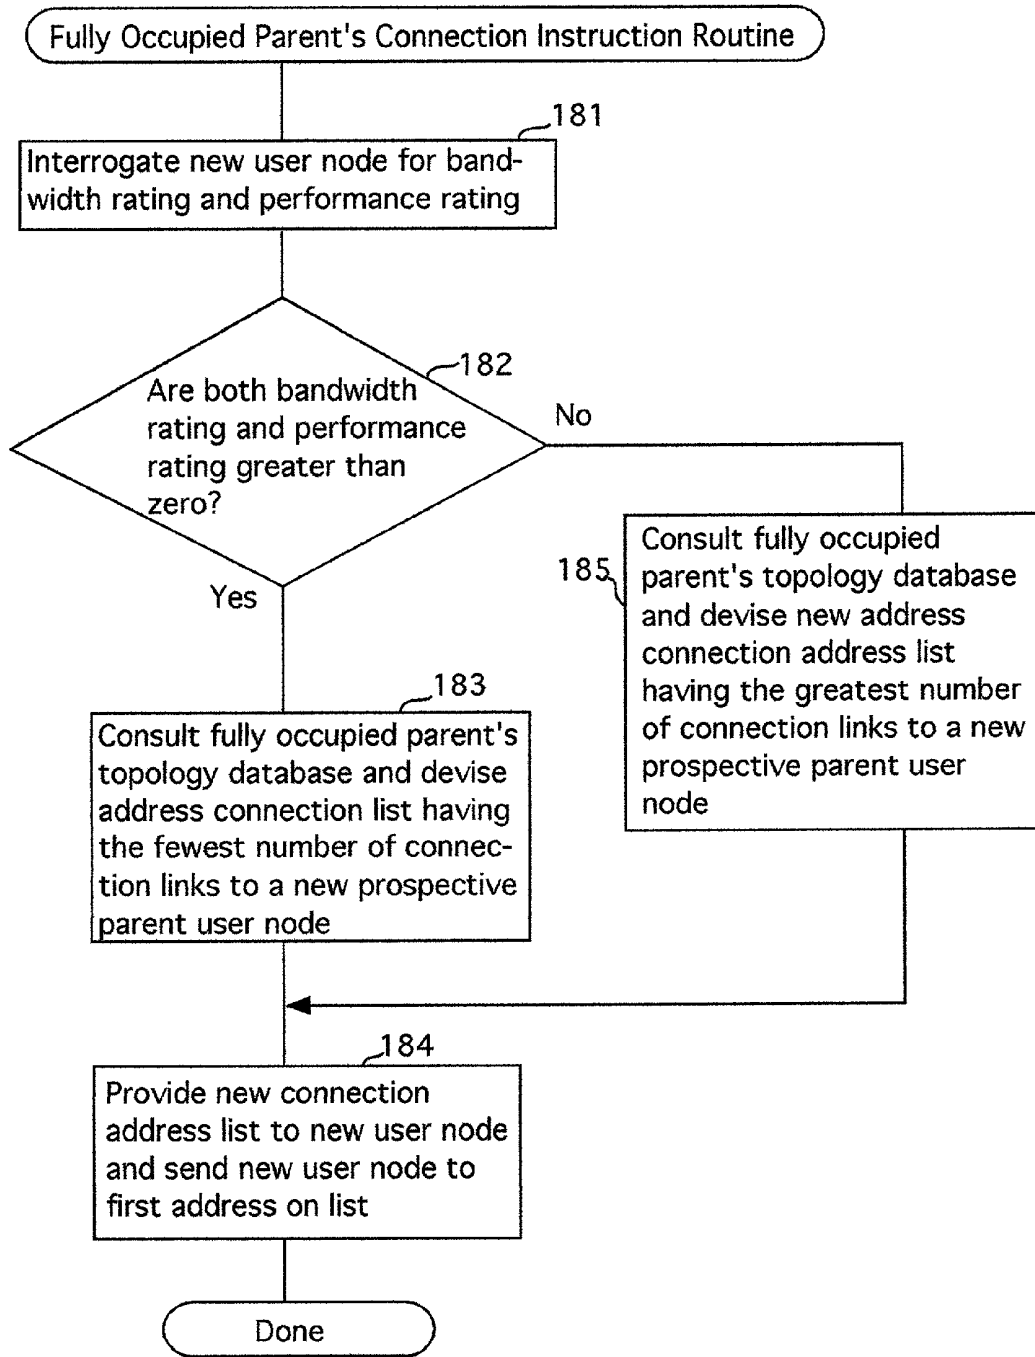 Fully Occupied Parent's Connection Instruction Routine
181
Interrogate new user node for band-
width rating and performance rating
182
Are both bandwidth
rating and performance
rating greater than
zero?
No
Yes
185
Consult fully occupied
parent's topology database
and devise new address
connection address list
having the greatest number
of connection links to a new
prospective parent user
node
183
Consult fully occupied parent's
topology database and devise
address connection list having
the fewest number of connec-
tion links to a new prospective
parent user node
184
Provide new connection
address list to new user node
and send new user node to
first address on list
Done